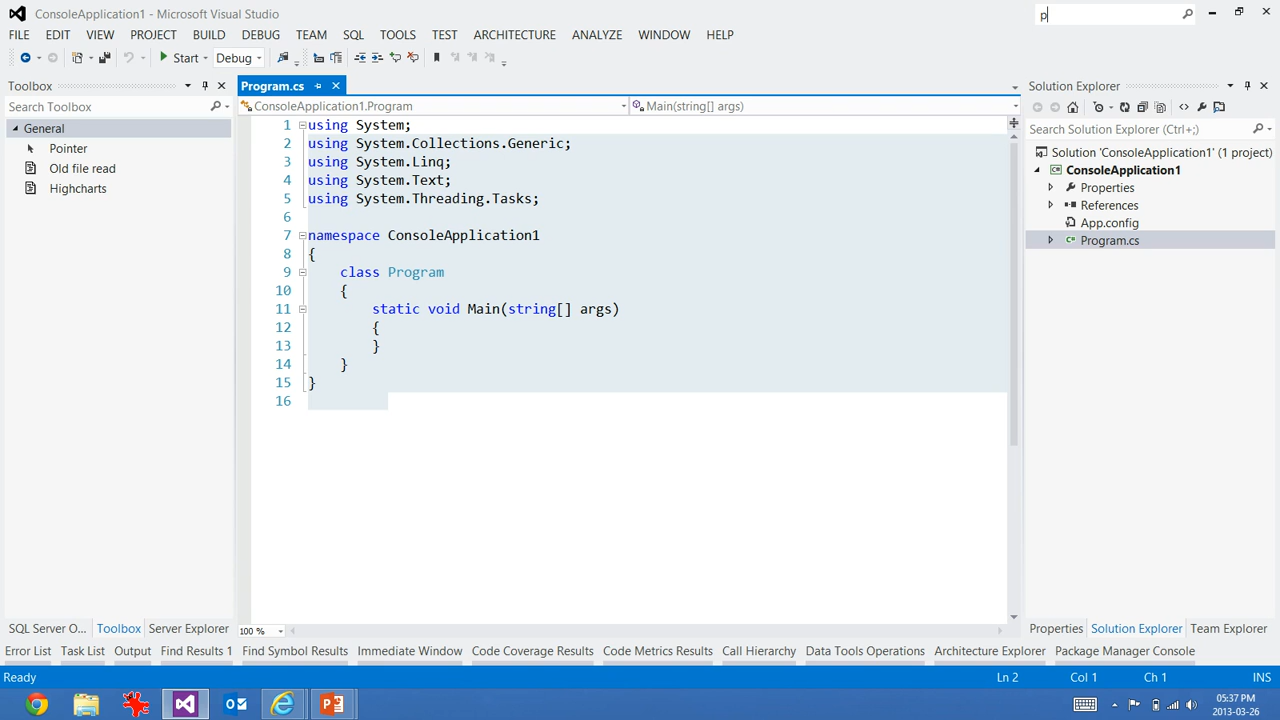 ConsoleApplication1 - Microsoft Visual Studio
p
FILE EDIT VIEW PROJECT BUILD DEBUG TEAM SQL TOOLS TEST ARCHITECTURE ANALYZE WINDOW HELP
Start Debug
Toolbox
Search Toolbox
General
Pointer
Old file read
Highcharts
Program.cs
ConsoleApplication1.Program
Main(string[] args)
1 using System;
2 using System.Collections.Generic;
3 using System.Linq;
4 using System.Text;
5 using System.Threading.Tasks;
6
7 namespace ConsoleApplication1
8 {
9 class Program
10 {
11 static void Main(string[] args)
12 {
13 }
14 }
15 }
16
100 %
Solution Explorer
Search Solution Explorer (Ctrl+;)
Solution 'ConsoleApplication1' (1 project)
ConsoleApplication1
Properties
References
App.config
Program.cs
SQL Server O... Toolbox Server Explorer
Properties Solution Explorer Team Explorer
Error List Task List Output Find Results 1 Find Symbol Results Immediate Window Code Coverage Results Code Metrics Results Call Hierarchy Data Tools Operations Architecture Explorer Package Manager Console
Ready Ln 2 Col 1 Ch 1 INS
05:37 PM
2013-03-26